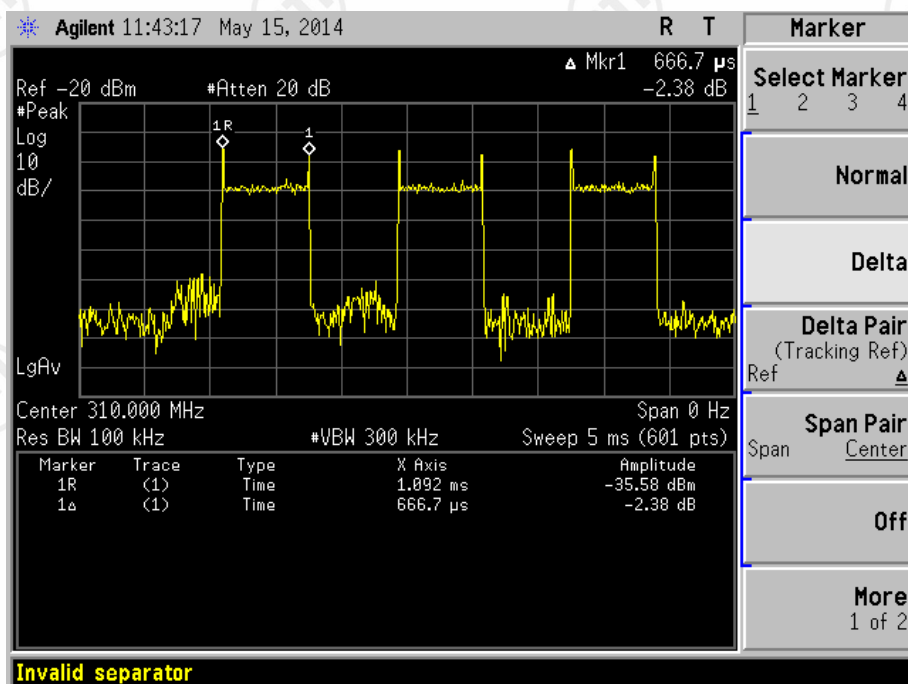 Agilent 11:43:17 May 15, 2014 R T
Δ Mkr1 666.7 µs
Ref -20 dBm #Atten 20 dB -2.38 dB
#Peak
Log
10
dB/
1R
1
LgAv
Center 310.000 MHz Span 0 Hz
Res BW 100 kHz #VBW 300 kHz Sweep 5 ms (601 pts)
Marker Trace Type X Axis Amplitude
1R (1) Time 1.092 ms -35.58 dBm
1Δ (1) Time 666.7 µs -2.38 dB
Invalid separator
Marker
Select Marker
1 2 3 4
Normal
Delta
Delta Pair
(Tracking Ref)
Ref Δ
Span Pair
Span Center
Off
More
1 of 2